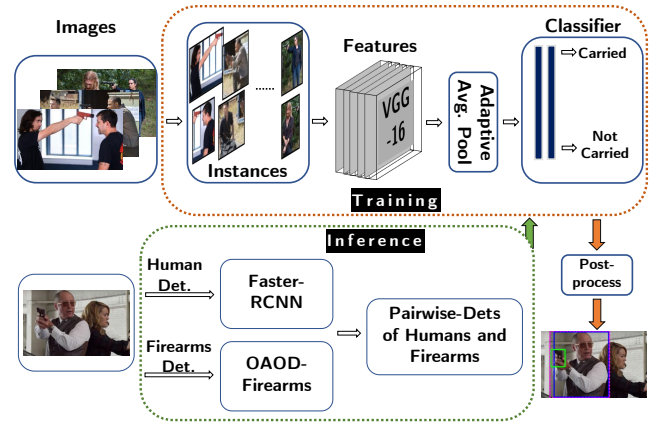 Images
Classifier
Features
Carried
......
VGG
-16
Adaptive
Avg. Pool
Not
Carried
Instances
Training
Inference
Human
Det.
Faster-
RCNN
Post-
process
Pairwise-Dets
of Humans and
Firearms
Firearms
Det.
OAOD-
Firearms